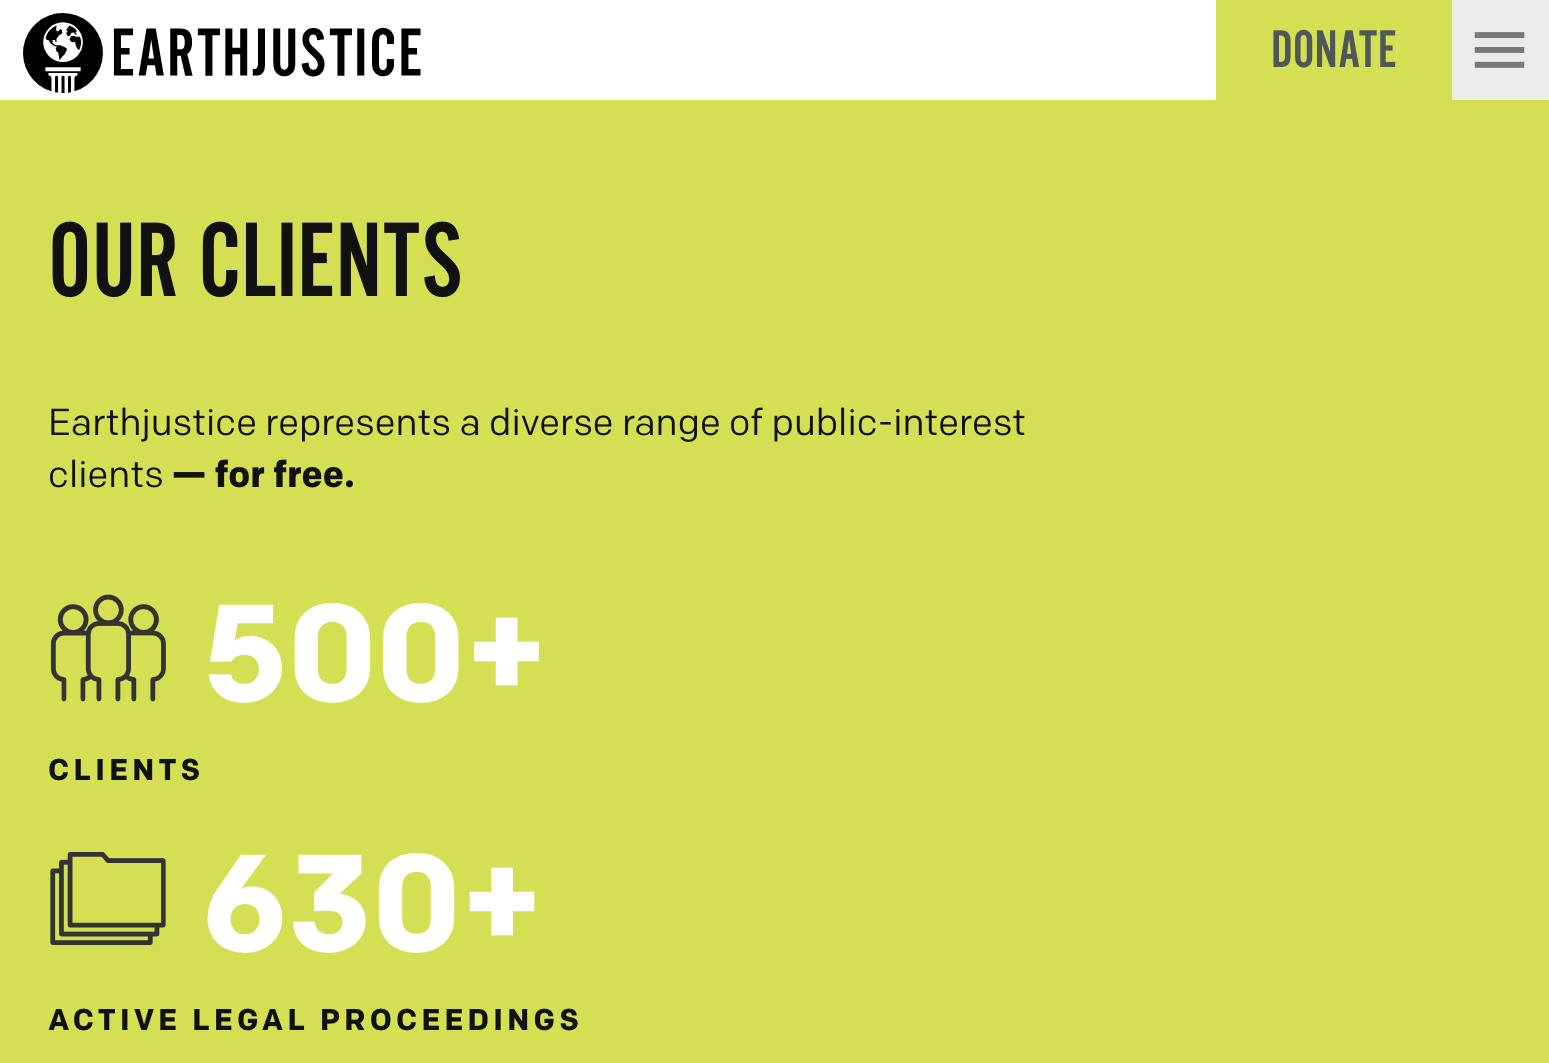 EARTHJUSTICE
DONATE
OUR CLIENTS
Earthjustice represents a diverse range of public-interest
clients — for free.
500+
CLIENTS
630+
ACTIVE LEGAL PROCEEDINGS